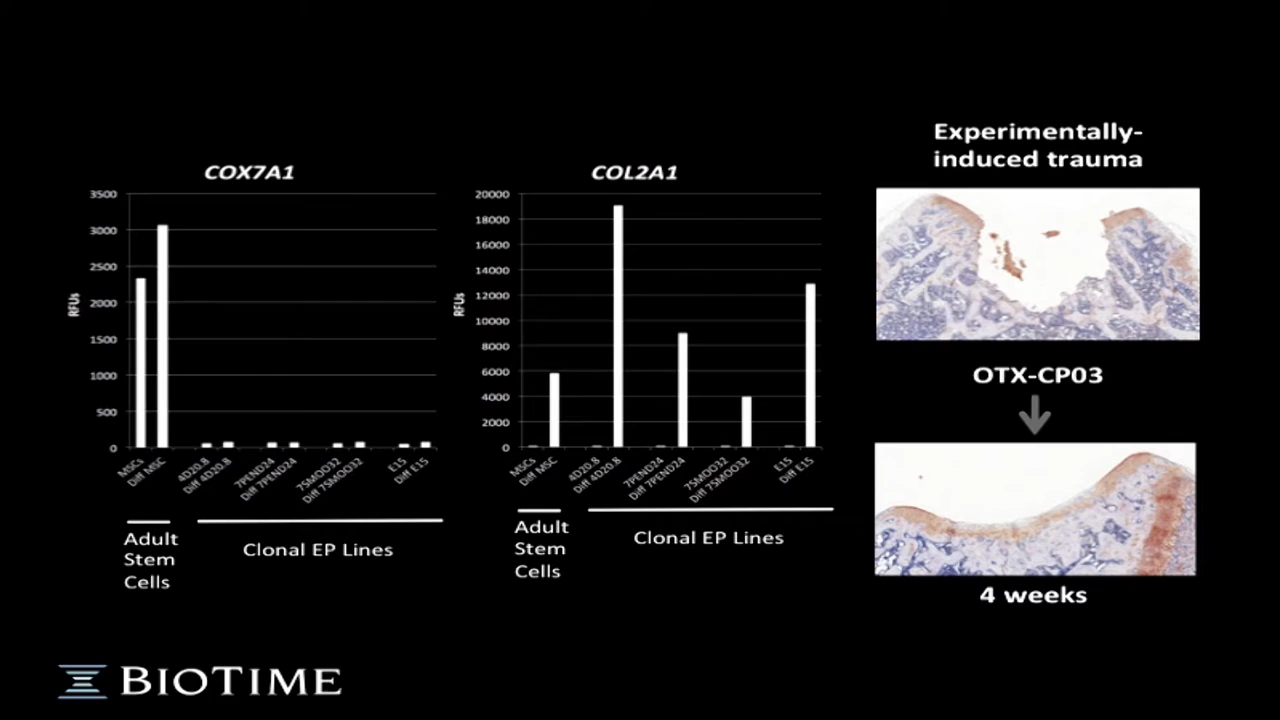 COX7A1
3500
3000
2500
2000
1500
1000
500
0
RFUs
MSCs
Diff MSC
4D20.8
Diff 4D20.8
7PEND24
Diff 7PEND24
7SMOO32
Diff 7SMOO32
E15
Diff E15
Adult
Stem
Cells
Clonal EP Lines
COL2A1
20000
18000
16000
14000
12000
10000
8000
6000
4000
2000
0
RFUs
MSCs
Diff MSC
4D20.8
Diff 4D20.8
7PEND24
Diff 7PEND24
7SMOO32
Diff 7SMOO32
E15
Diff E15
Adult
Stem
Cells
Clonal EP Lines
Experimentally-
induced trauma
OTX-CP03
4 weeks
BIOTIME